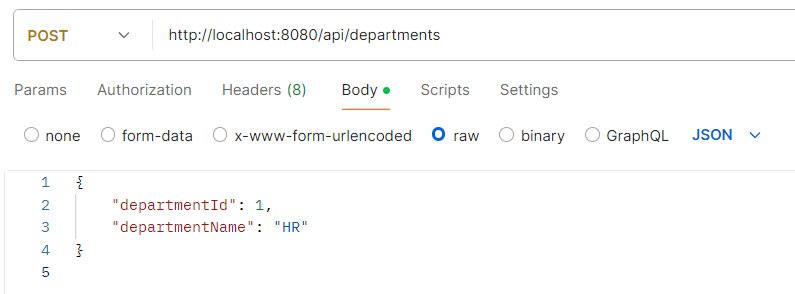 POST http://localhost:8080/api/departments
Params Authorization Headers (8) Body Scripts Settings
none form-data x-www-form-urlencoded raw binary GraphQL JSON
1 {
2 "departmentId": 1,
3 "departmentName": "HR"
4 }
5